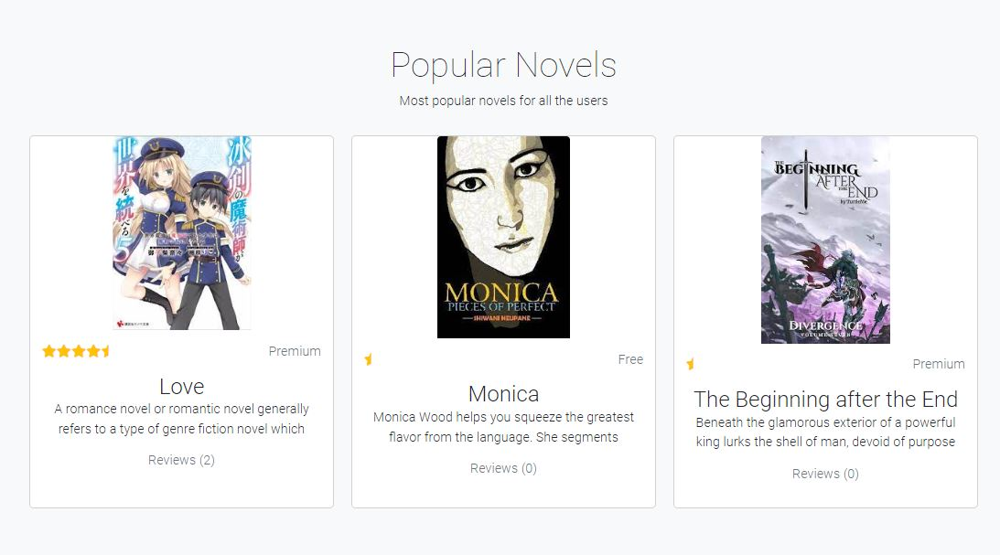 Popular Novels
Most popular novels for all the users
冰剣の魔術師が
世界を統べる 5
Premium
Love
A romance novel or romantic novel generally
refers to a type of genre fiction novel which
Reviews (2)
MONICA
PIECES OF PERFECT
SHIWANI NEUPANE
Free
Monica
Monica Wood helps you squeeze the greatest
flavor from the language. She segments
Reviews (0)
THE
BEGINNING
AFTER
THE END
by TurtleMe
DIVERGENCE
VOLUME SEVEN
Premium
The Beginning after the End
Beneath the glamorous exterior of a powerful
king lurks the shell of man, devoid of purpose
Reviews (0)